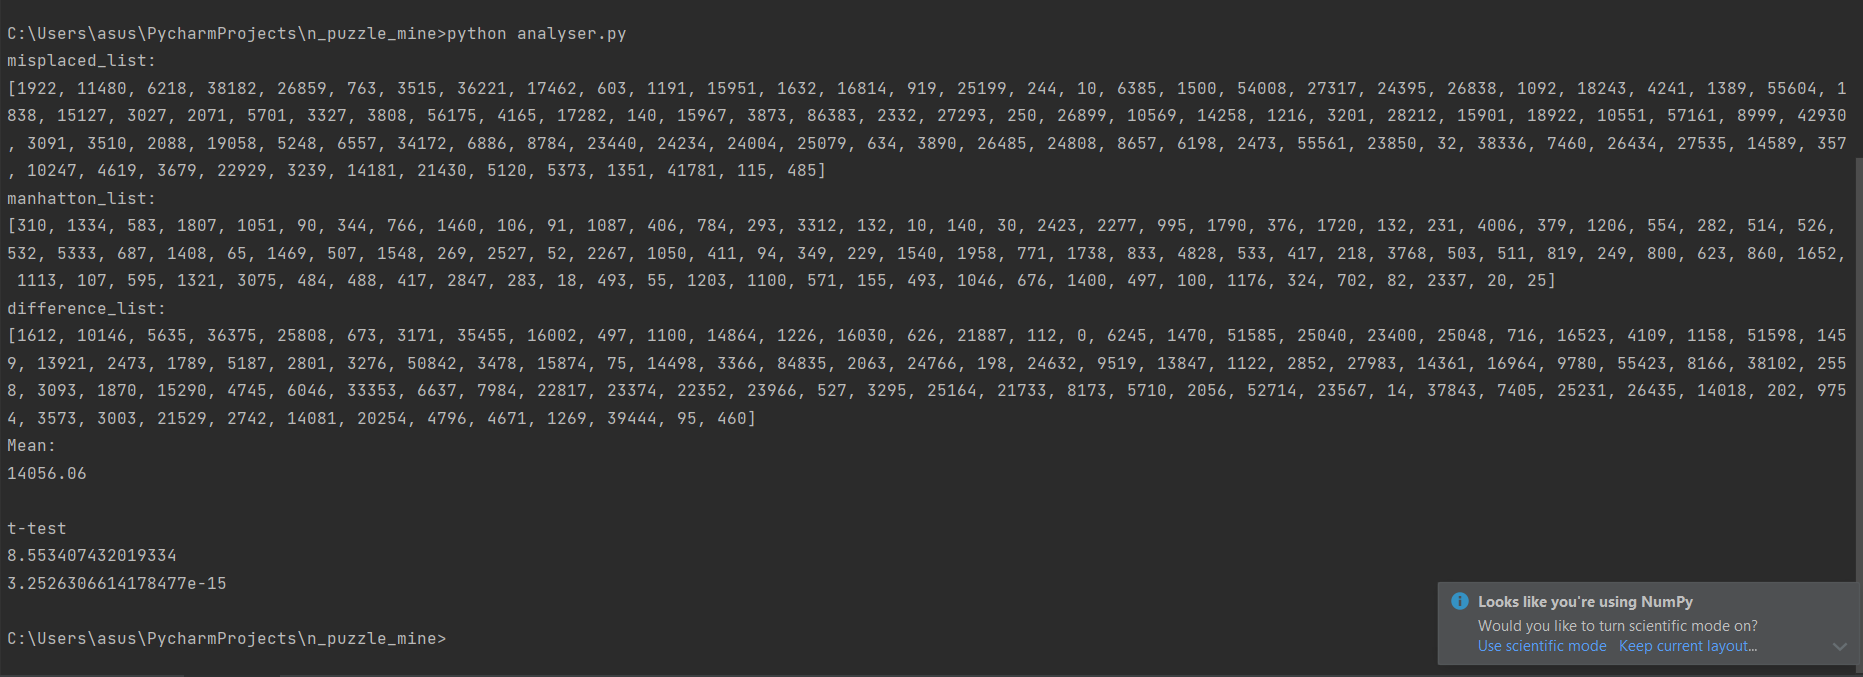 C:\Users\asus\PycharmProjects\n_puzzle_mine>python analyser.py
misplaced_list:
[1922, 11480, 6218, 38182, 26859, 763, 3515, 36221, 17462, 603, 1191, 15951, 1632, 16814, 919, 25199, 244, 10, 6385, 1500, 54008, 27317, 24395, 26838, 1092, 18243, 4241, 1389, 55604, 1
838, 15127, 3027, 2071, 5701, 3327, 3808, 56175, 4165, 17282, 140, 15967, 3873, 86383, 2332, 27293, 250, 26899, 10569, 14258, 1216, 3201, 28212, 15901, 18922, 10551, 57161, 8999, 42930
, 3091, 3510, 2088, 19058, 5248, 6557, 34172, 6886, 8784, 23440, 24234, 24004, 25079, 634, 3890, 26485, 24808, 8657, 6198, 2473, 55561, 23850, 32, 38336, 7460, 26434, 27535, 14589, 357
, 10247, 4619, 3679, 22929, 3239, 14181, 21430, 5120, 5373, 1351, 41781, 115, 485]
manhatton_list:
[310, 1334, 583, 1807, 1051, 90, 344, 766, 1460, 106, 91, 1087, 406, 784, 293, 3312, 132, 10, 140, 30, 2423, 2277, 995, 1790, 376, 1720, 132, 231, 4006, 379, 1206, 554, 282, 514, 526,
532, 5333, 687, 1408, 65, 1469, 507, 1548, 269, 2527, 52, 2267, 1050, 411, 94, 349, 229, 1540, 1958, 771, 1738, 833, 4828, 533, 417, 218, 3768, 503, 511, 819, 249, 800, 623, 860, 1652,
1113, 107, 595, 1321, 3075, 484, 488, 417, 2847, 283, 18, 493, 55, 1203, 1100, 571, 155, 493, 1046, 676, 1400, 497, 100, 1176, 324, 702, 82, 2337, 20, 25]
difference_list:
[1612, 10146, 5635, 36375, 25808, 673, 3171, 35455, 16002, 497, 1100, 14864, 1226, 16030, 626, 21887, 112, 0, 6245, 1470, 51585, 25040, 23400, 25048, 716, 16523, 4109, 1158, 51598, 145
9, 13921, 2473, 1789, 5187, 2801, 3276, 50842, 3478, 15874, 75, 14498, 3366, 84835, 2063, 24766, 198, 24632, 9519, 13847, 1122, 2852, 27983, 14361, 16964, 9780, 55423, 8166, 38102, 255
8, 3093, 1870, 15290, 4745, 6046, 33353, 6637, 7984, 22817, 23374, 22352, 23966, 527, 3295, 25164, 21733, 8173, 5710, 2056, 52714, 23567, 14, 37843, 7405, 25231, 26435, 14018, 202, 975
4, 3573, 3003, 21529, 2742, 14081, 20254, 4796, 4671, 1269, 39444, 95, 460]
Mean:
14056.06
t-test
8.553407432019334
3.2526306614178477e-15
C:\Users\asus\PycharmProjects\n_puzzle_mine>
Looks like you're using NumPy
Would you like to turn scientific mode on?
Use scientific mode Keep current layout...